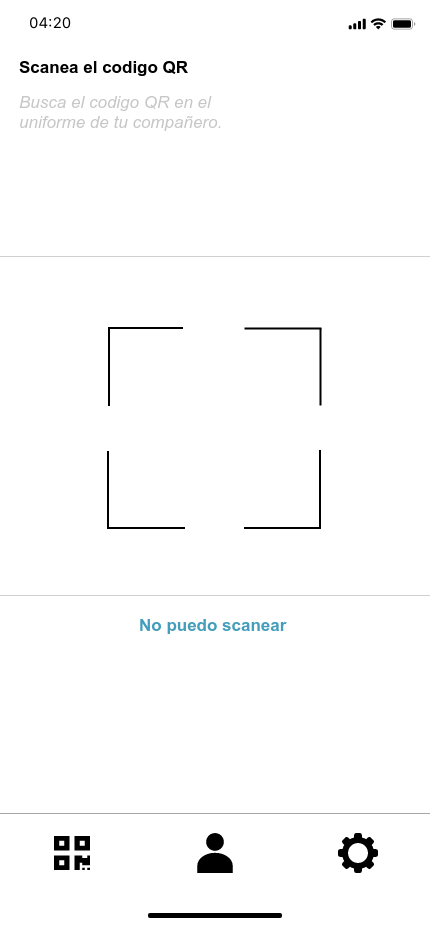 04:20
Scanea el codigo QR
Busca el codigo QR en el
uniforme de tu compañero.
No puedo scanear